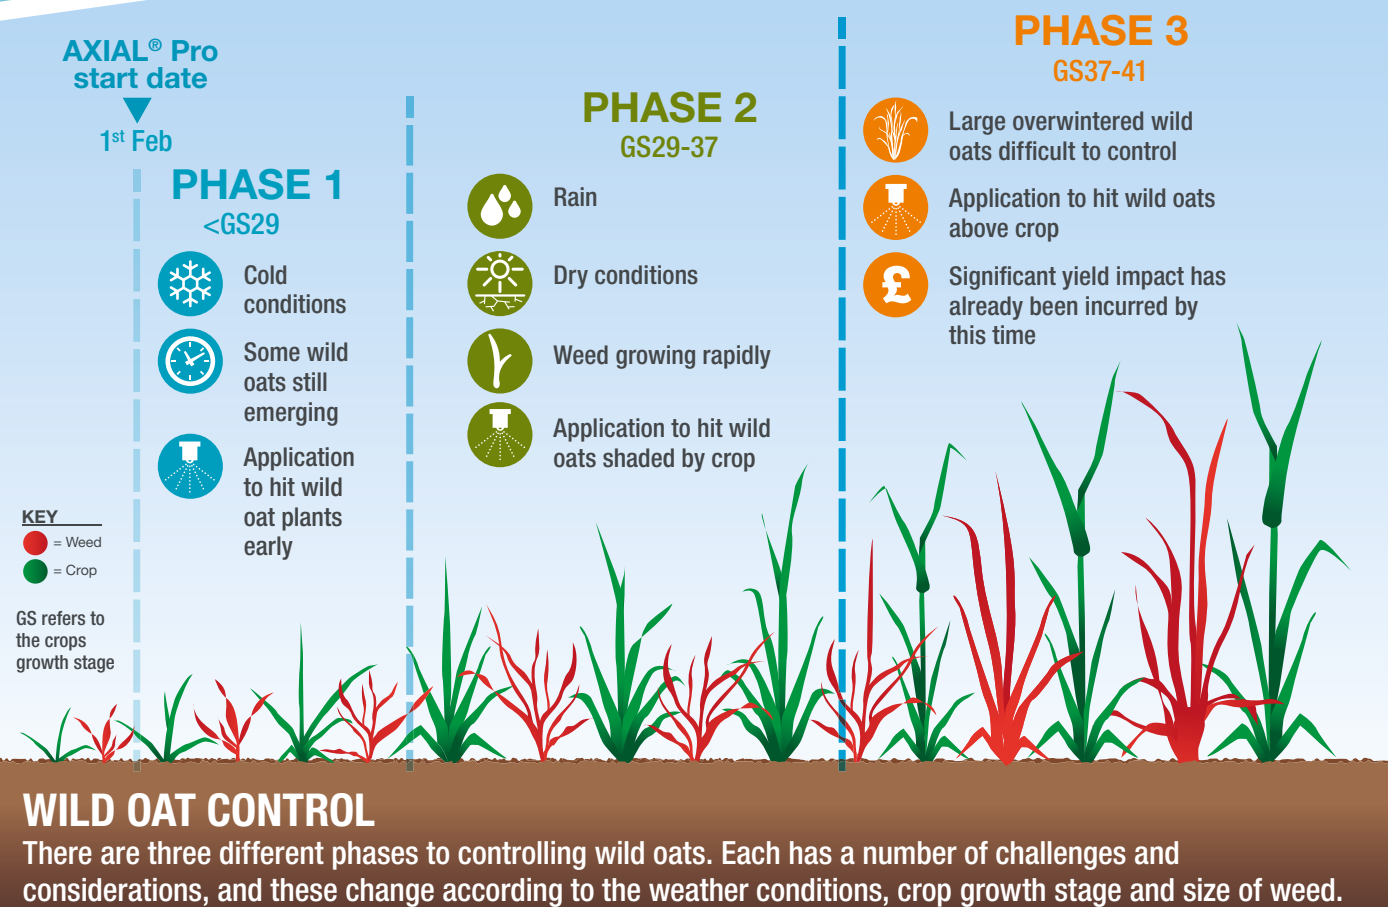 AXIAL® Pro
start date
1st Feb
PHASE 1
<GS29
Cold
conditions
Some wild
oats still
emerging
Application
to hit wild
oat plants
early
KEY
= Weed
= Crop
GS refers to
the crops
growth stage
PHASE 2
GS29-37
Rain
Dry conditions
Weed growing rapidly
Application to hit wild
oats shaded by crop
PHASE 3
GS37-41
Large overwintered wild
oats difficult to control
Application to hit wild oats
above crop
£
Significant yield impact has
already been incurred by
this time
WILD OAT CONTROL
There are three different phases to controlling wild oats. Each has a number of challenges and
considerations, and these change according to the weather conditions, crop growth stage and size of weed.